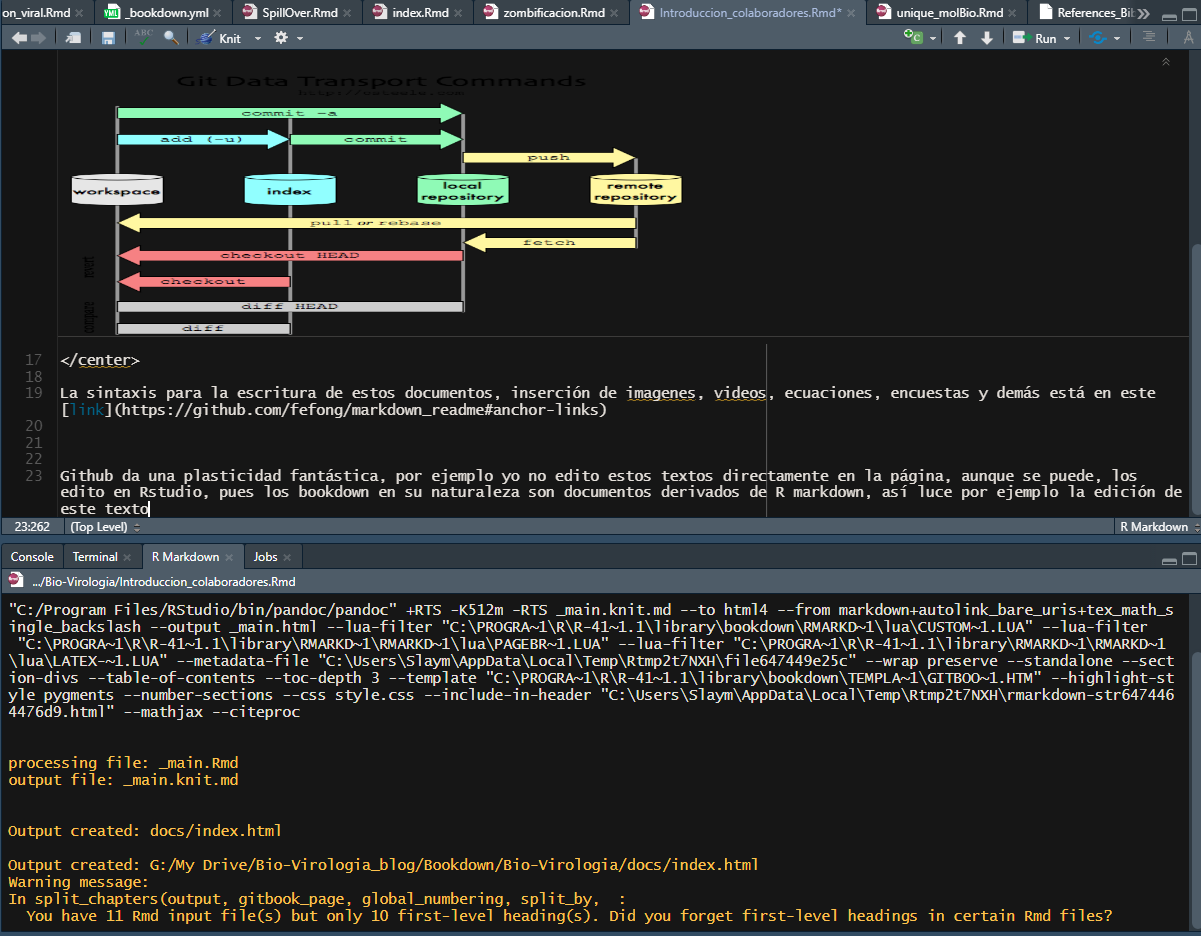 on_viral.Rmd
_bookdown.yml
SpillOver.Rmd
index.Rmd
zombificacion.Rmd
Introduccion_colaboradores.Rmd*
unique_molBio.Rmd
References_Bi
ABC
Knit
Run
Git Data Transport Commands
commit -a
add (-u)
commit
push
workspace
index
local
repository
remote
repository
pull or rebase
fetch
revert
checkout HEAD
checkout
compare
diff HEAD
diff
17 </center>
18
19 La sintaxis para la escritura de estos documentos, inserción de imagenes, videos, ecuaciones, encuestas y demás está en este
[link](https://github.com/fefong/markdown_readme#anchor-links)
20
21
22
23 Github da una plasticidad fantástica, por ejemplo yo no edito estos textos directamente en la página, aunque se puede, los
edito en Rstudio, pues los bookdown en su naturaleza son documentos derivados de R markdown, así luce por ejemplo la edición de
este texto
23:262 (Top Level) R Markdown
Console Terminal R Markdown Jobs
.../Bio-Virologia/Introduccion_colaboradores.Rmd
"C:/Program Files/RStudio/bin/pandoc/pandoc" +RTS -K512m -RTS _main.knit.md --to html4 --from markdown+autolink_bare_uris+tex_math_s
ingle_backslash --output _main.html --lua-filter "C:\PROGRA~1\R\R-41~1.1\library\bookdown\RMARKD~1\lua\CUSTOM~1.LUA" --lua-filter
"C:\PROGRA~1\R\R-41~1.1\library\RMARKD~1\RMARKD~1\lua\PAGEBR~1.LUA" --lua-filter "C:\PROGRA~1\R\R-41~1.1\library\RMARKD~1\RMARKD~1
\lua\LATEX-~1.LUA" --metadata-file "C:\Users\Slaym\AppData\Local\Temp\Rtmp2t7NXH\file647449e25c" --wrap preserve --standalone --sect
ion-divs --table-of-contents --toc-depth 3 --template "C:\PROGRA~1\R\R-41~1.1\library\bookdown\TEMPLA~1\GITBOO~1.HTM" --highlight-st
yle pygments --number-sections --css style.css --include-in-header "C:\Users\Slaym\AppData\Local\Temp\Rtmp2t7NXH\rmarkdown-str647446
4476d9.html" --mathjax --citeproc
processing file: _main.Rmd
output file: _main.knit.md
Output created: docs/index.html
Output created: G:/My Drive/Bio-Virologia_blog/Bookdown/Bio-Virologia/docs/index.html
Warning message:
In split_chapters(output, gitbook_page, global_numbering, split_by, :
You have 11 Rmd input file(s) but only 10 first-level heading(s). Did you forget first-level headings in certain Rmd files?